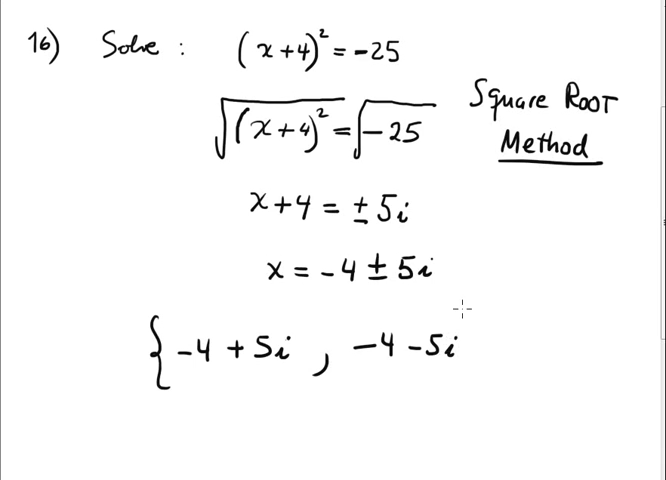 16) Solve : (x+4)² = -25
√(x+4)² = √-25
Square Root
Method
x+4 = ± 5i
x = -4 ± 5i
{ -4 + 5i , -4 - 5i